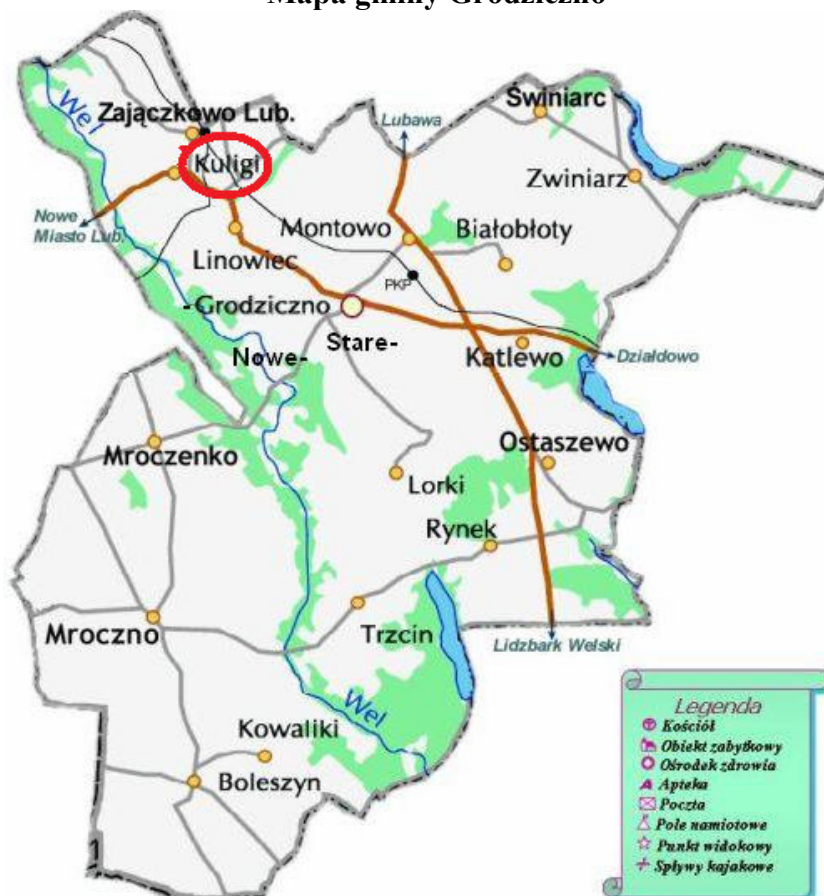 Mapa gminy Grodziczno
Wel
Zajączkowo Lub.
Świniarc
Lubawa
Kuligi
Zwiniarz
Nowe
Miasto Lub.
Montowo
Białobłoty
Linowiec
PKP
-Grodziczno
Stare-
Nowe-
Katlewo
Działdowo
Mroczenko
Ostaszewo
Lorki
Rynek
Mroczno
Trzcin
Lidzbark Welski
Wel
Kowaliki
Boleszyn
1
Legenda
Kościół
Obiekt zabytkowy
Ośrodek zdrowia
Apteka
Poczta
Pole namiotowe
Punkt widokowy
Spływy kajakowe